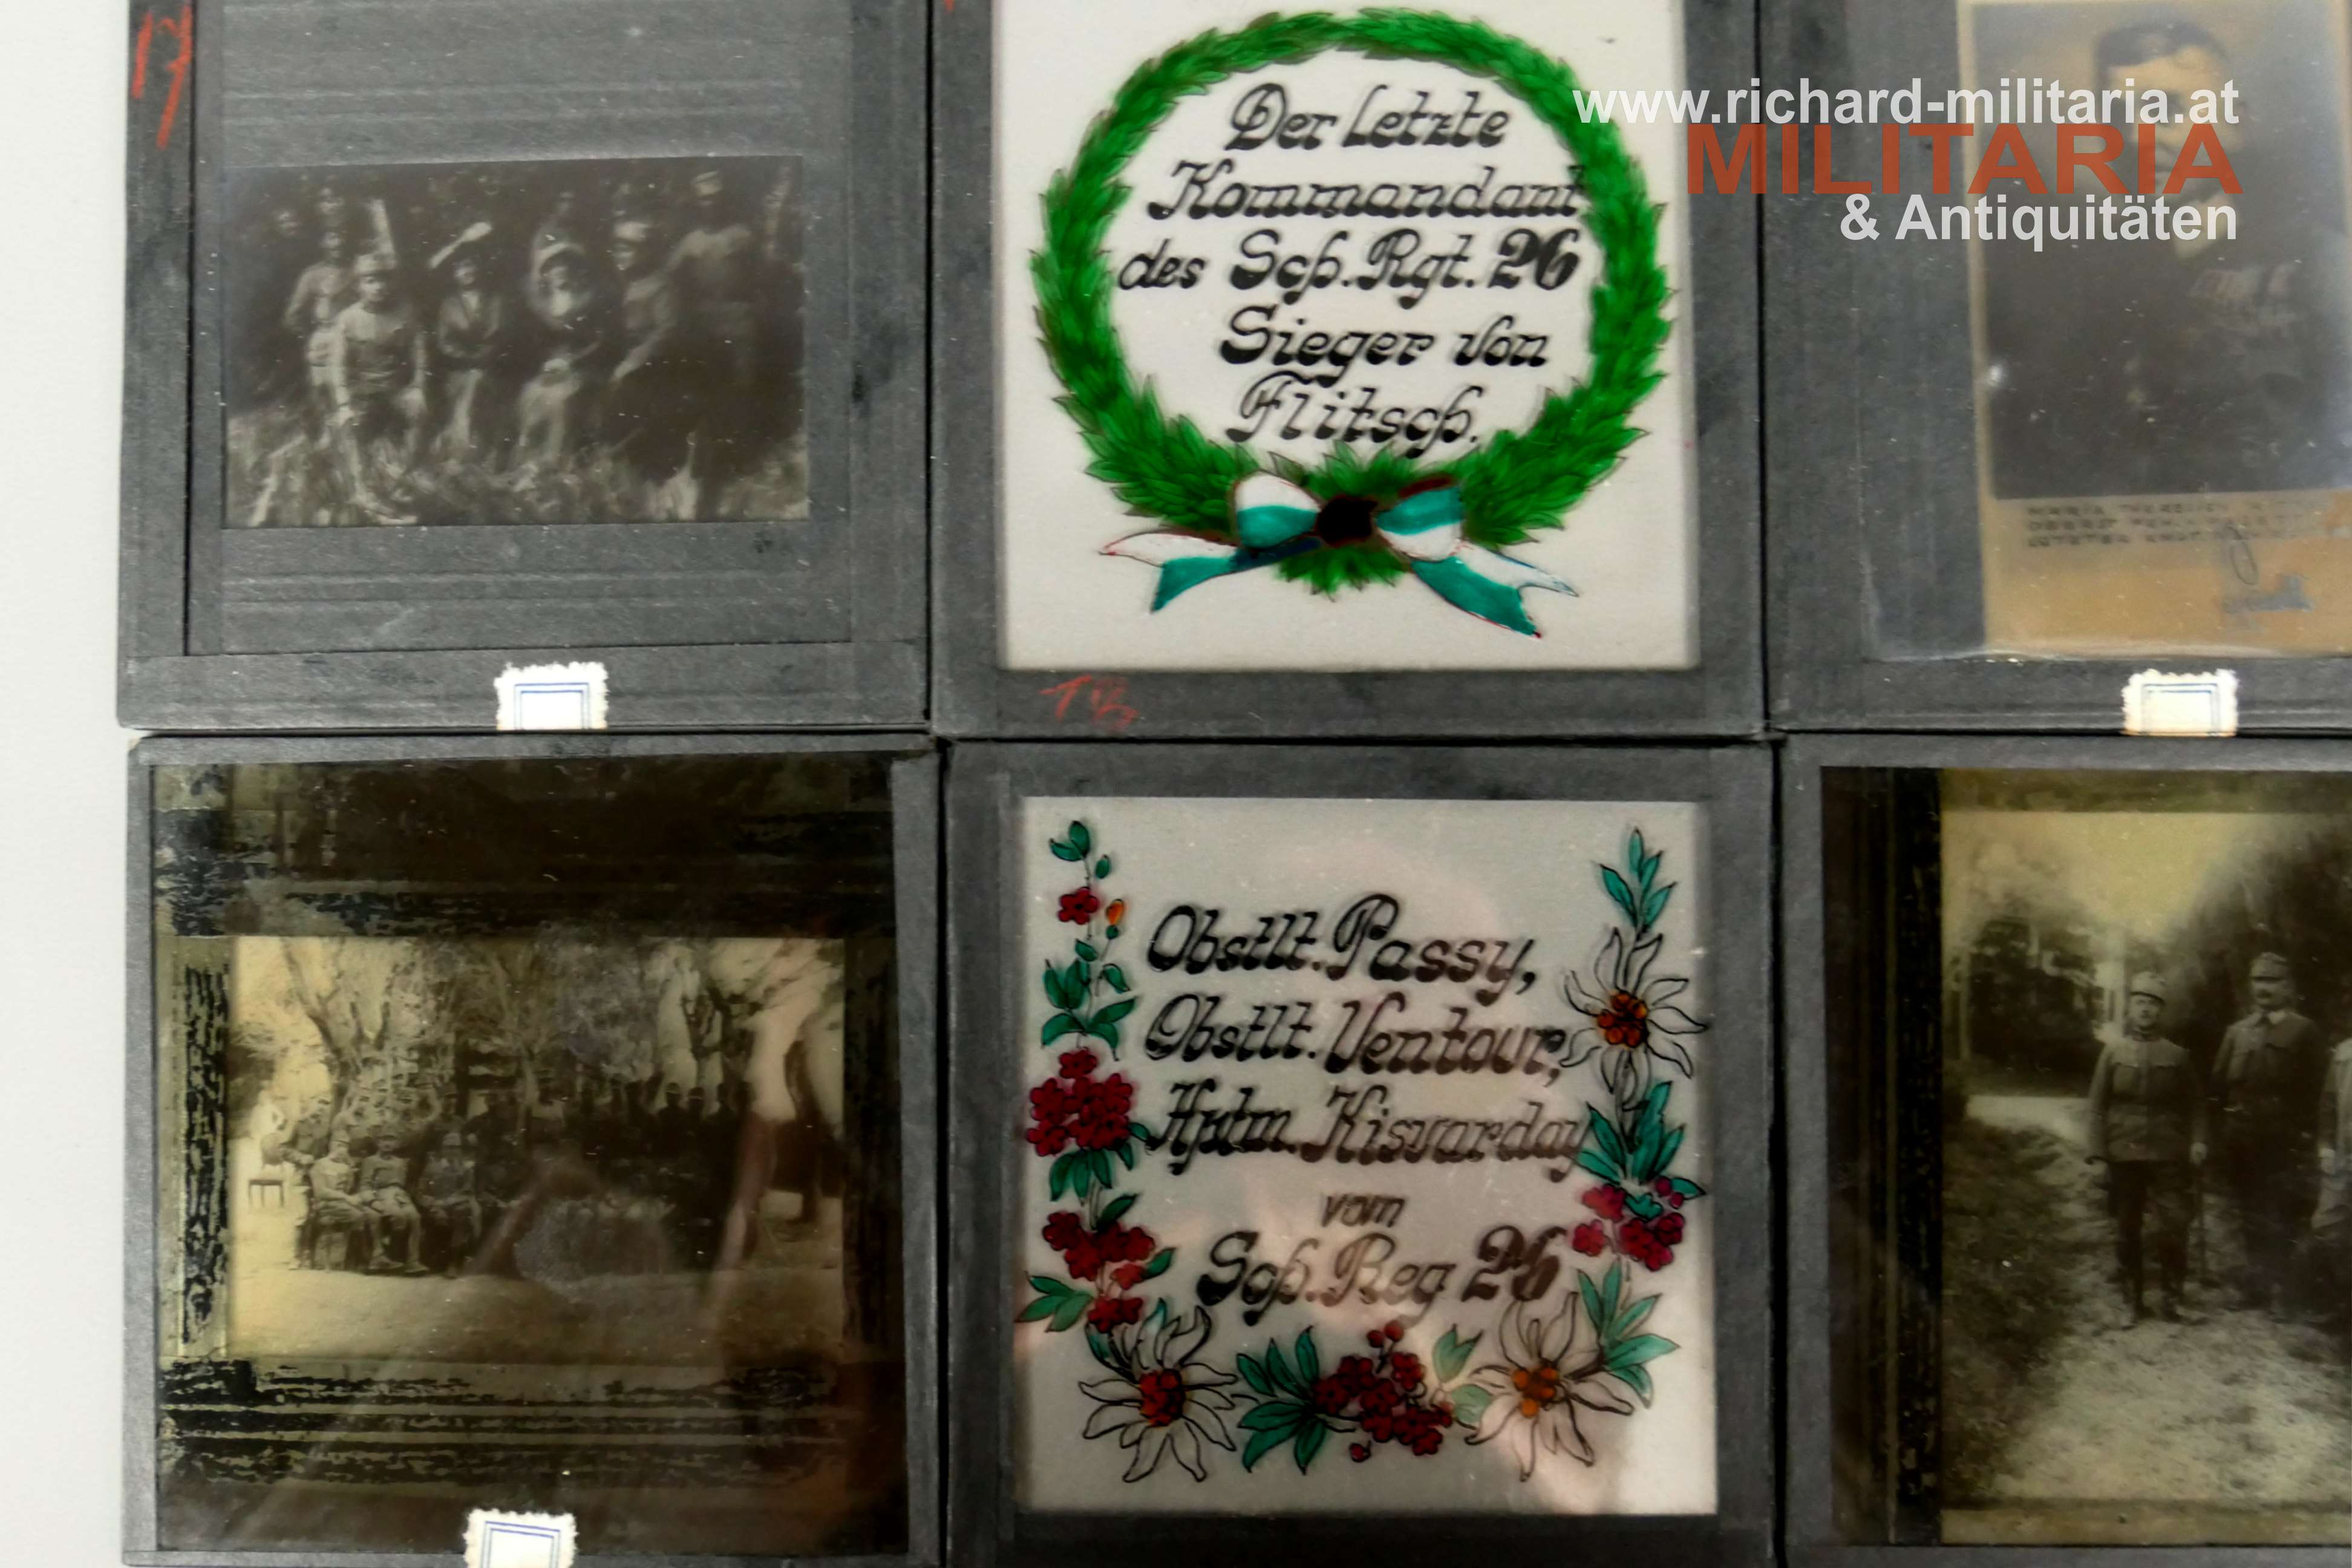 17
Der letzte
Kommandant
des Sch. Rgt. 26
Sieger von
Flitsch.
www.richard-militaria.at
MILITARIA
& Antiquitäten
Obstlt. Passy,
Obstlt. Ventour,
Hptm. Kisvarday
vom
Sch. Reg 26